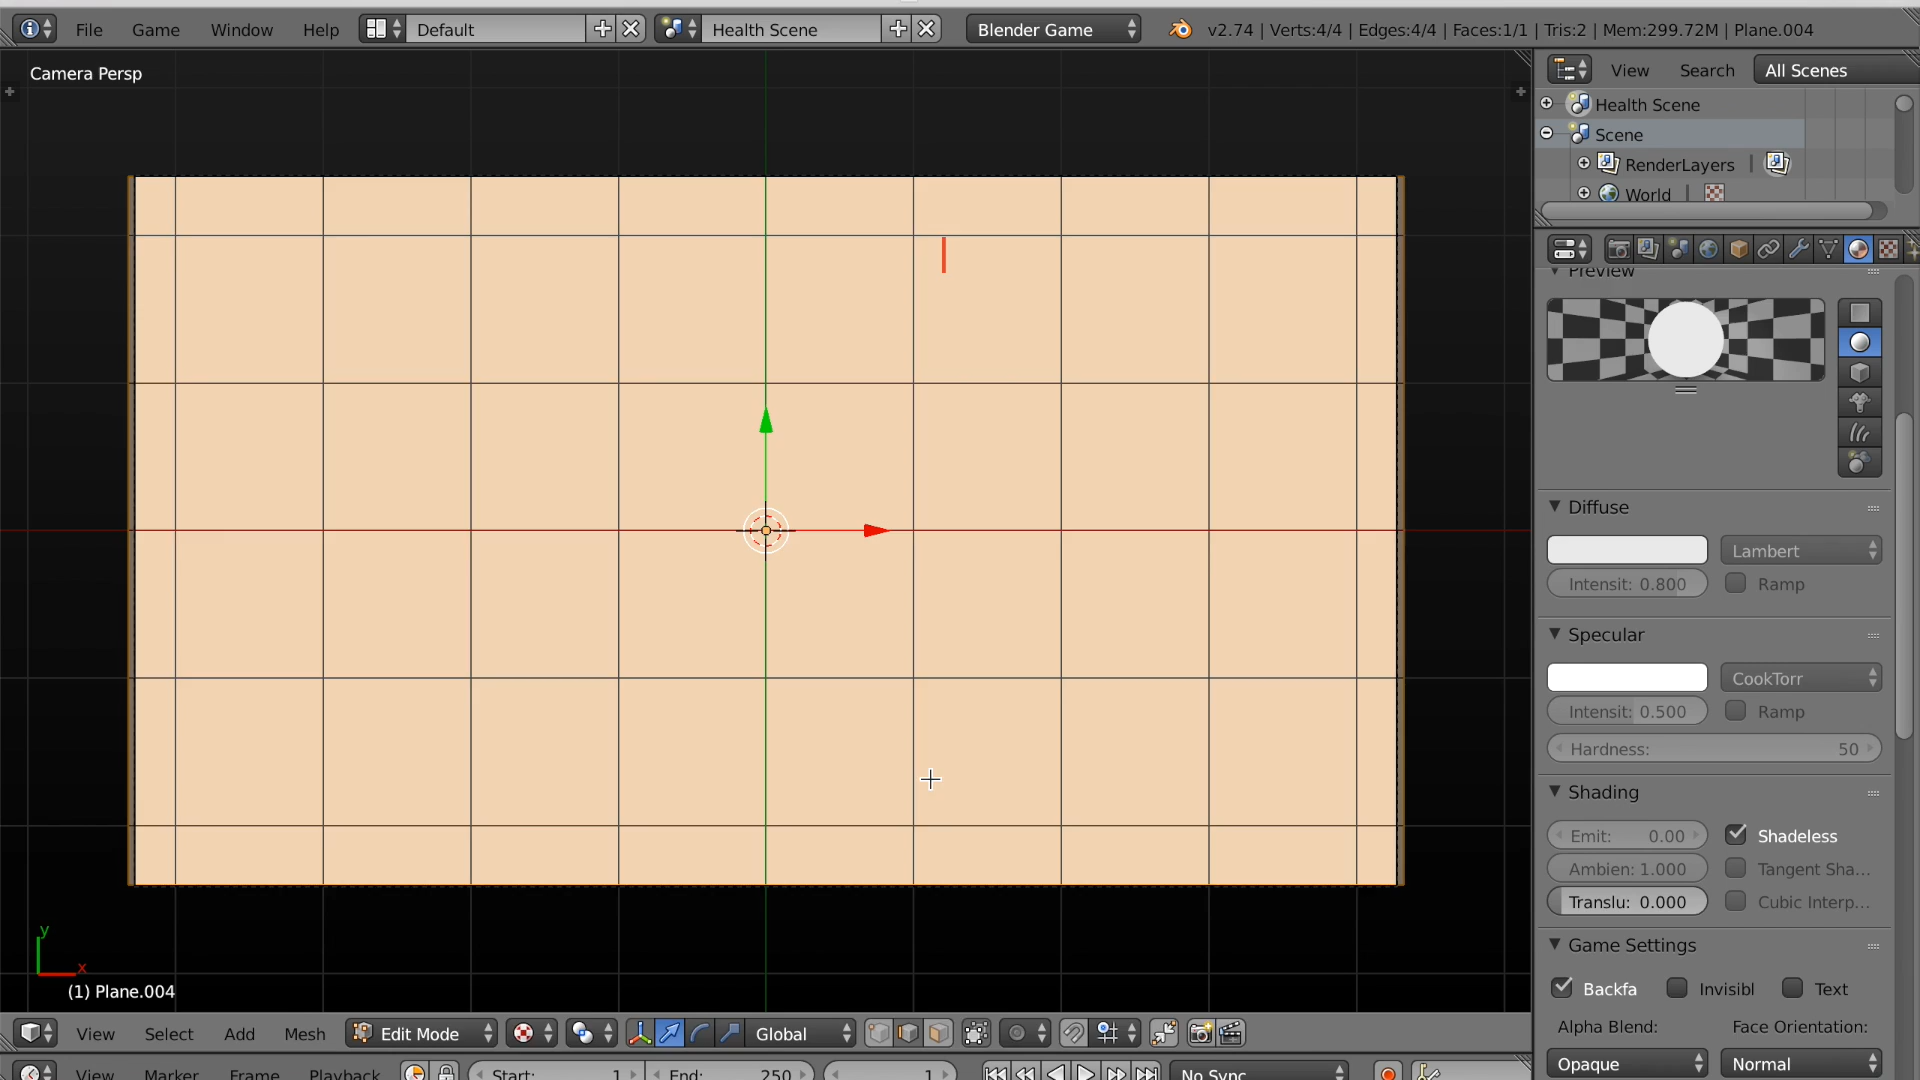 File Game Window Help Default Health Scene Blender Game v2.74 | Verts:4/4 | Edges:4/4 | Faces:1/1 | Tris:2 | Mem:299.72M | Plane.004
Camera Persp
View Search All Scenes
Health Scene
Scene
RenderLayers
World
Preview
Diffuse
Lambert
Intensit: 0.800 Ramp
Specular
CookTorr
Intensit: 0.500 Ramp
Hardness: 50
Shading
Emit: 0.00 Shadeless
Ambien: 1.000 Tangent Sha...
Translu: 0.000 Cubic Interp...
Game Settings
Backfa Invisibl Text
Alpha Blend: Face Orientation:
Opaque Normal
y
x
(1) Plane.004
View Select Add Mesh Edit Mode Global
View Marker Frame Playback Start: 1 End: 250 1 No Sync